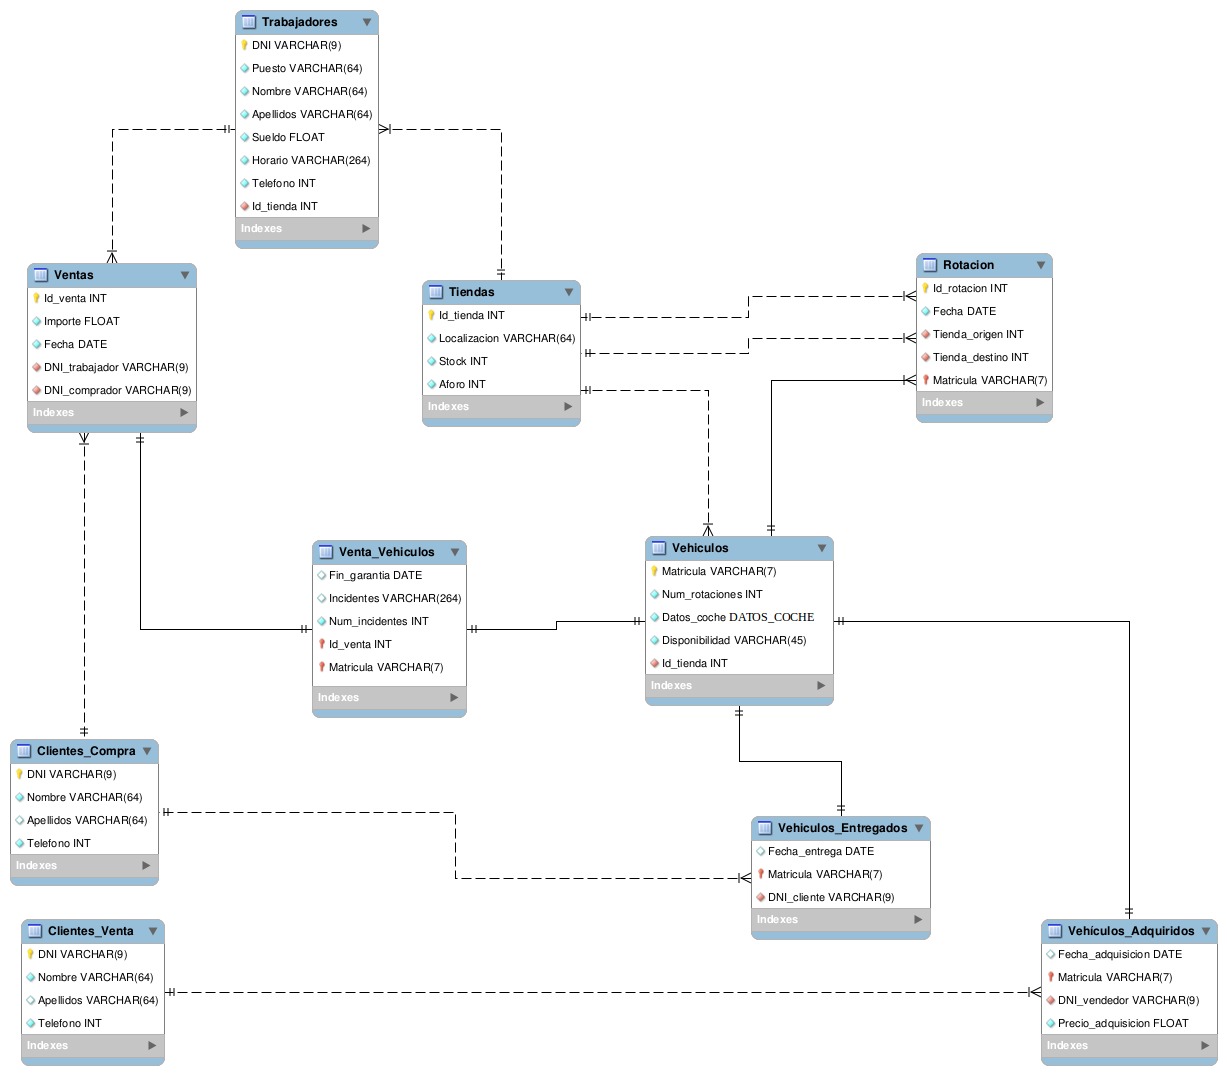 Trabajadores
DNI VARCHAR(9)
Puesto VARCHAR(64)
Nombre VARCHAR(64)
Apellidos VARCHAR(64)
Sueldo FLOAT
Horario VARCHAR(264)
Telefono INT
Id_tienda INT
Indexes
Ventas
Id_venta INT
Importe FLOAT
Fecha DATE
DNI_trabajador VARCHAR(9)
DNI_comprador VARCHAR(9)
Indexes
Tiendas
Id_tienda INT
Localizacion VARCHAR(64)
Stock INT
Aforo INT
Indexes
Rotacion
Id_rotacion INT
Fecha DATE
Tienda_origen INT
Tienda_destino INT
Matricula VARCHAR(7)
Indexes
Venta_Vehiculos
Fin_garantia DATE
Incidentes VARCHAR(264)
Num_incidentes INT
Id_venta INT
Matricula VARCHAR(7)
Indexes
Vehiculos
Matricula VARCHAR(7)
Num_rotaciones INT
Datos_coche DATOS_COCHE
Disponibilidad VARCHAR(45)
Id_tienda INT
Indexes
Clientes_Compra
DNI VARCHAR(9)
Nombre VARCHAR(64)
Apellidos VARCHAR(64)
Telefono INT
Indexes
Vehiculos_Entregados
Fecha_entrega DATE
Matricula VARCHAR(7)
DNI_cliente VARCHAR(9)
Indexes
Clientes_Venta
DNI VARCHAR(9)
Nombre VARCHAR(64)
Apellidos VARCHAR(64)
Telefono INT
Indexes
Vehículos_Adquiridos
Fecha_adquisicion DATE
Matricula VARCHAR(7)
DNI_vendedor VARCHAR(9)
Precio_adquisicion FLOAT
Indexes